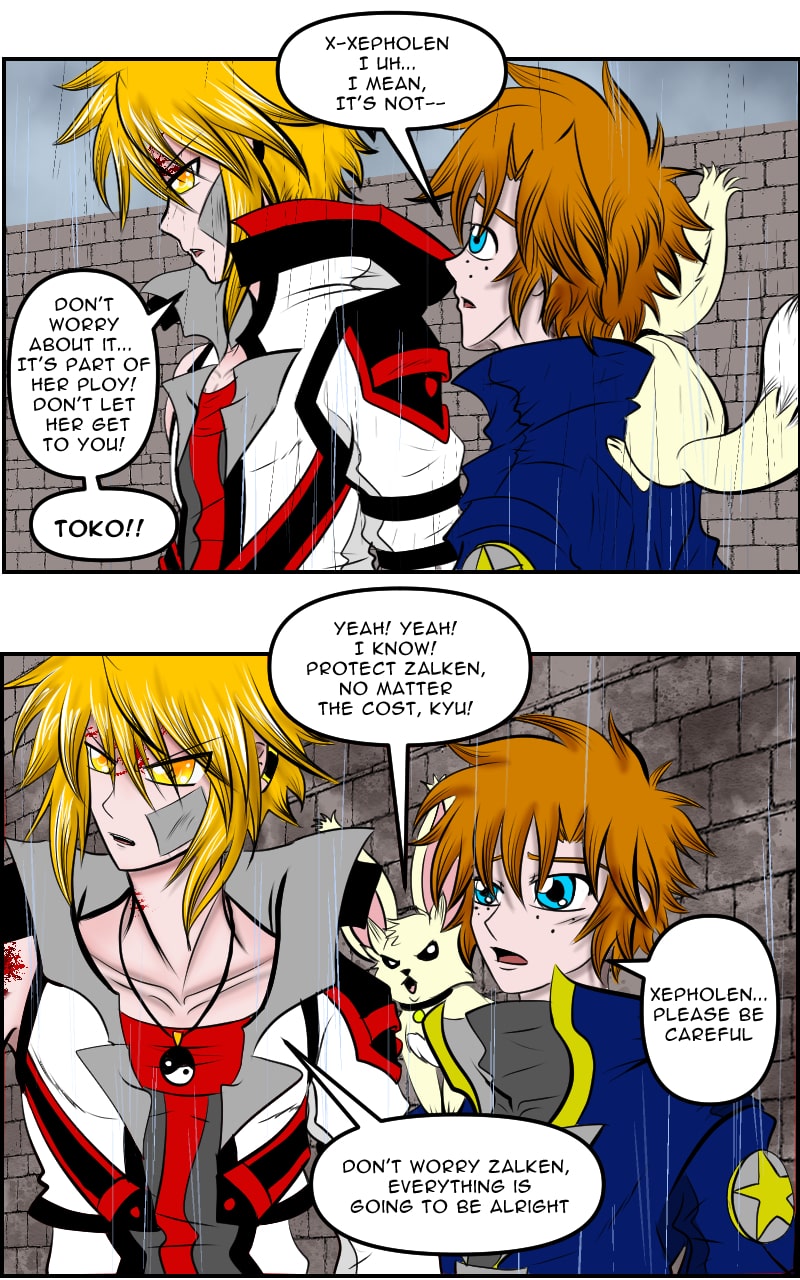 X-XEPHOLEN
I UH...
I MEAN,
IT'S NOT--
DON'T
WORRY
ABOUT IT...
IT'S PART OF
HER PLOY!
DON'T LET
HER GET
TO YOU!
TOKO!!
YEAH! YEAH!
I KNOW!
PROTECT ZALKEN,
NO MATTER
THE COST, KYU!
XEPHOLEN...
PLEASE BE
CAREFUL
DON'T WORRY ZALKEN,
EVERYTHING IS
GOING TO BE ALRIGHT